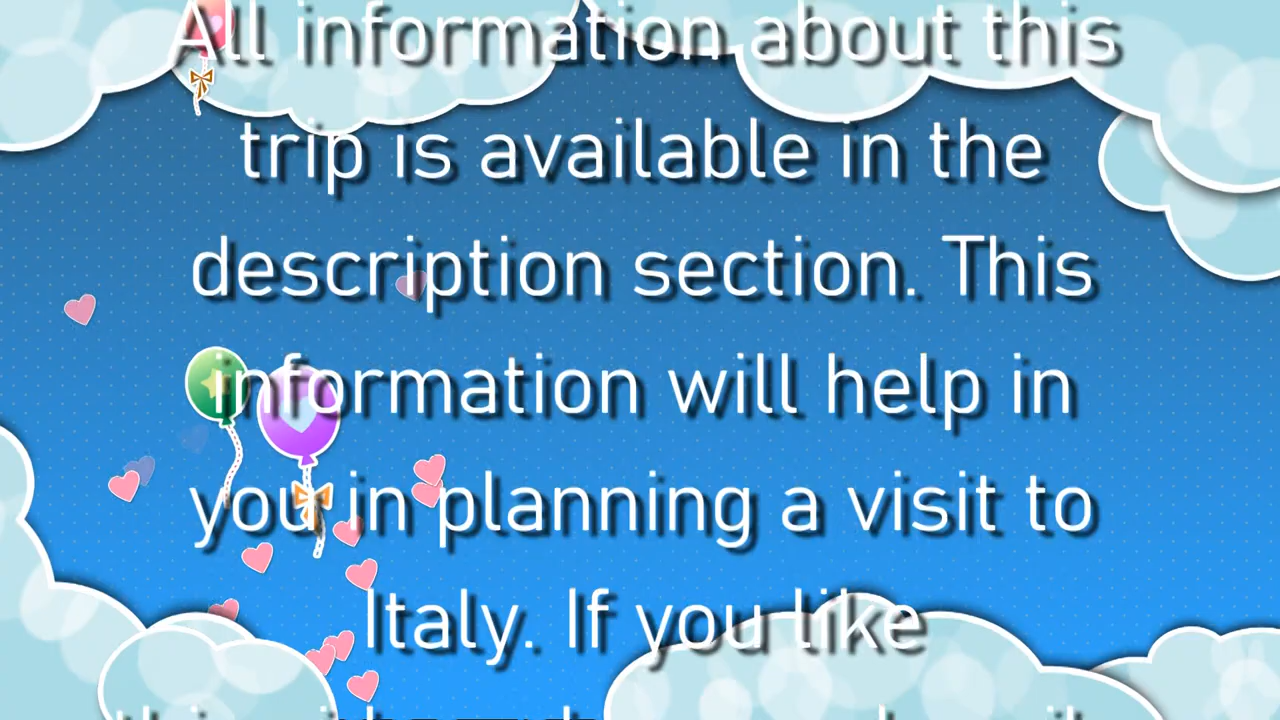 All information about this
trip is available in the
description section. This
information will help in
you in planning a visit to
Italy. If you like